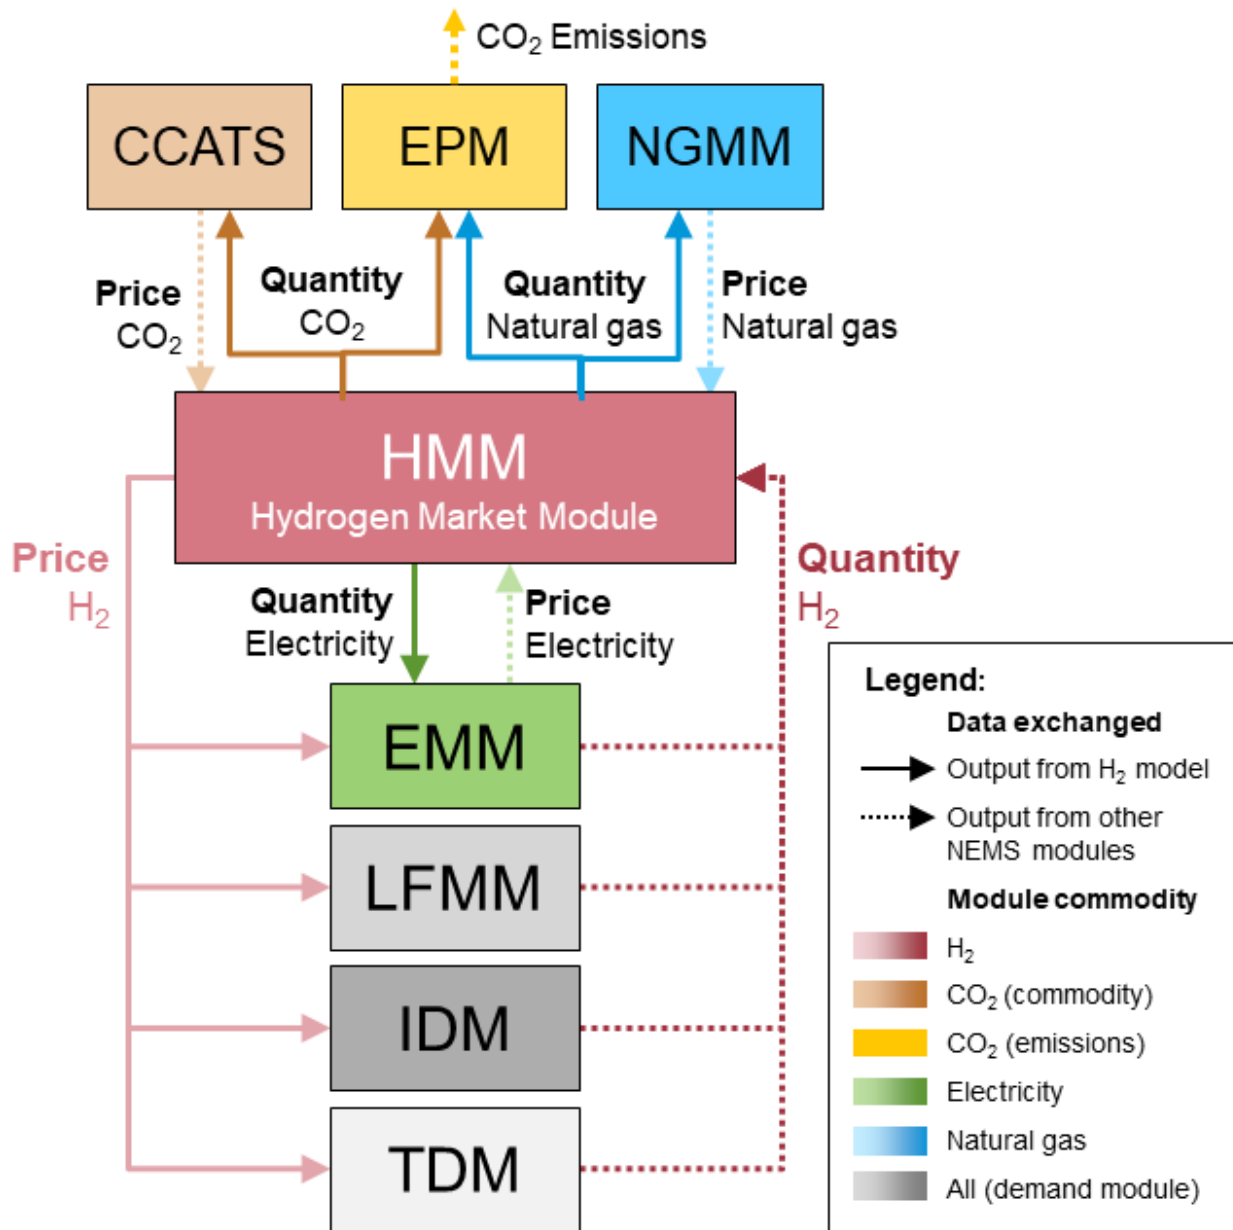 CO₂ Emissions
CCATS
EPM
NGMM
Price
CO₂
Quantity
CO₂
Quantity
Natural gas
Price
Natural gas
HMM
Hydrogen Market Module
Price
H₂
Quantity
Electricity
Price
Electricity
Quantity
H₂
EMM
LFMM
IDM
TDM
Legend:
Data exchanged
Output from H₂ model
Output from other
NEMS modules
Module commodity
H₂
CO₂ (commodity)
CO₂ (emissions)
Electricity
Natural gas
All (demand module)